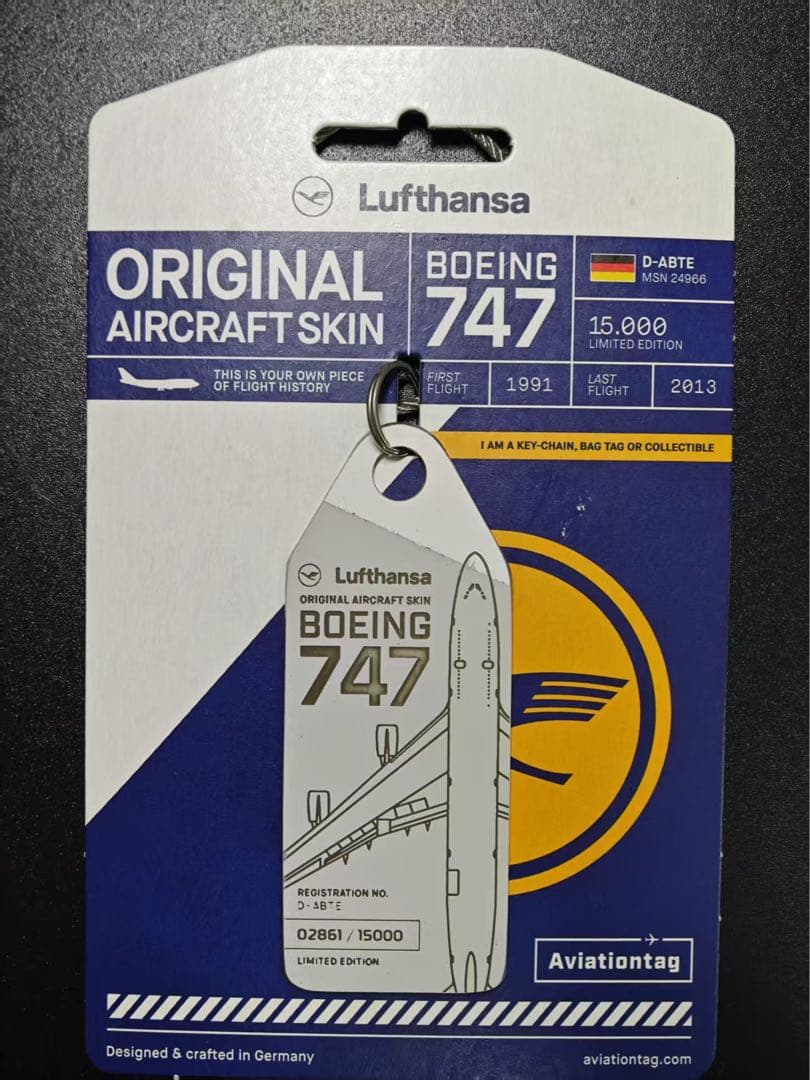 Lufthansa
ORIGINAL
AIRCRAFT SKIN
BOEING
747
D-ABTE
MSN 24966
15.000
LIMITED EDITION
THIS IS YOUR OWN PIECE
OF FLIGHT HISTORY
FIRST
FLIGHT
1991
LAST
FLIGHT
2013
I AM A KEY-CHAIN, BAG TAG OR COLLECTIBLE
Lufthansa
ORIGINAL AIRCRAFT SKIN
BOEING
747
REGISTRATION NO.
D-ABTE
02861 / 15000
LIMITED EDITION
Aviationtag
Designed & crafted in Germany
aviationtag.com